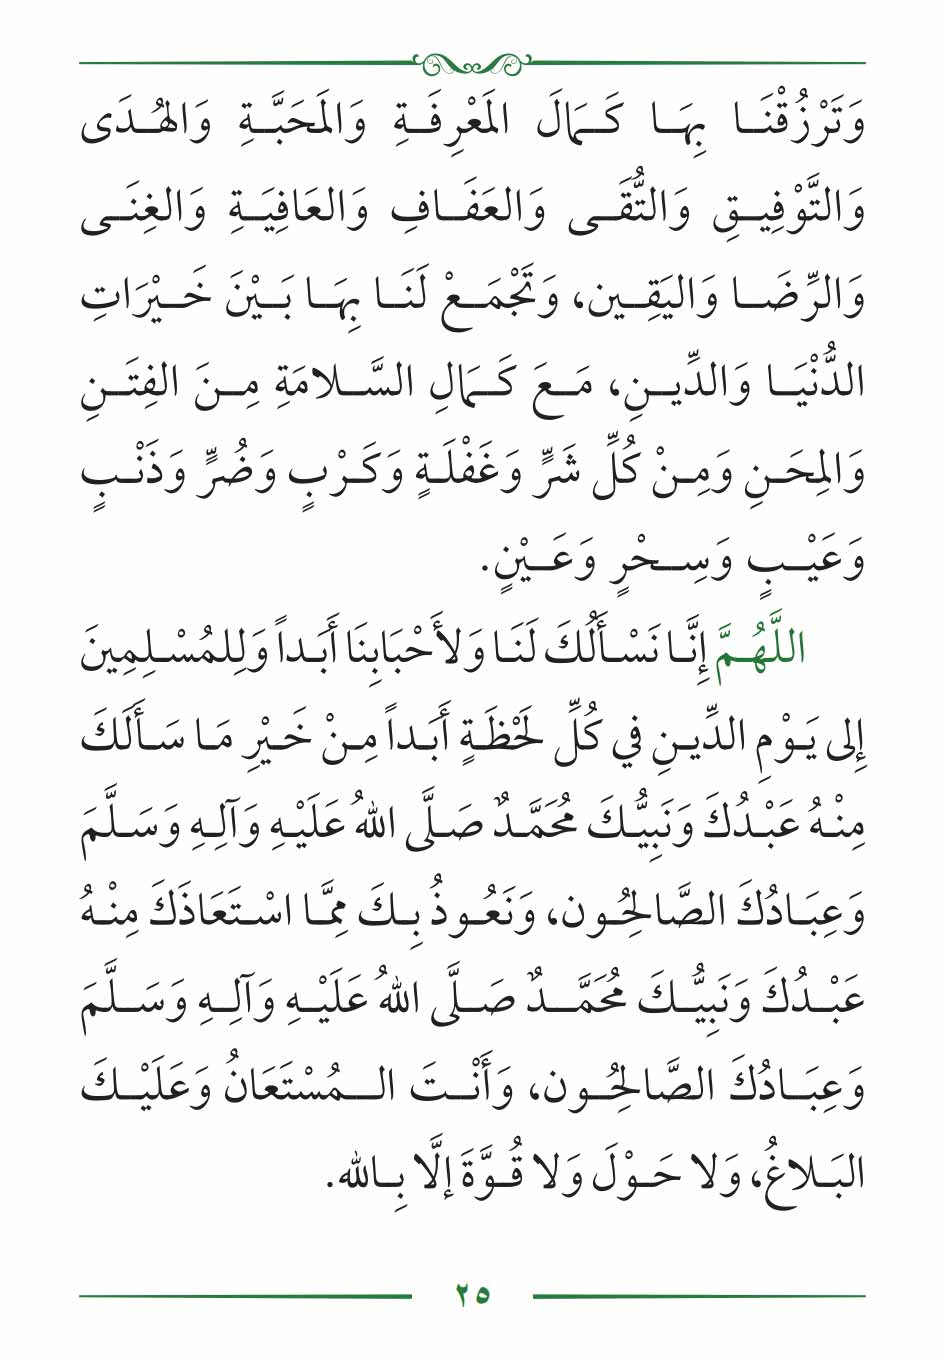 وَتَرْزُقْنَا بِهَا كَمَالَ المَعْرِفَةِ وَالمَحَبَّةِ وَالهُدَى
وَالتَّوْفِيقِ وَالتُّقَى وَالعَفَافِ وَالعَافِيَةِ وَالغِنَى
وَالرِّضَا وَاليَقِين، وَتَجْمَعْ لَنَا بِهَا بَيْنَ خَيْرَاتِ
الدُّنْيَا وَالدِّينِ، مَعَ كَمَالِ السَّلامَةِ مِنَ الفِتَنِ
وَالمِحَنِ وَمِنْ كُلِّ شَرٍّ وَغَفْلَةٍ وَكَرْبٍ وَضُرٍّ وَذَنْبٍ
وَعَيْبٍ وَسِحْرٍ وَعَيْنٍ.
اللَّهُمَّ إِنَّا نَسْأَلُكَ لَنَا وَلأَحْبَابِنَا أَبَداً وَلِلمُسْلِمِينَ
إِلى يَوْمِ الدِّينِ في كُلِّ لَحْظَةٍ أَبَداً مِنْ خَيْرِ مَا سَأَلَكَ
مِنْهُ عَبْدُكَ وَنَبِيُّكَ مُحَمَّدٌ صَلَّى اللهُ عَلَيْهِ وَآلِهِ وَسَلَّمَ
وَعِبَادُكَ الصَّالِحُون، وَنَعُوذُ بِكَ مِمَّا اسْتَعَاذَكَ مِنْهُ
عَبْدُكَ وَنَبِيُّكَ مُحَمَّدٌ صَلَّى اللهُ عَلَيْهِ وَآلِهِ وَسَلَّمَ
وَعِبَادُكَ الصَّالِحُون، وَأَنْتَ المُسْتَعَانُ وَعَلَيْكَ
البَلاغُ، وَلا حَوْلَ وَلا قُوَّةَ إلَّا بِالله.
٢٥